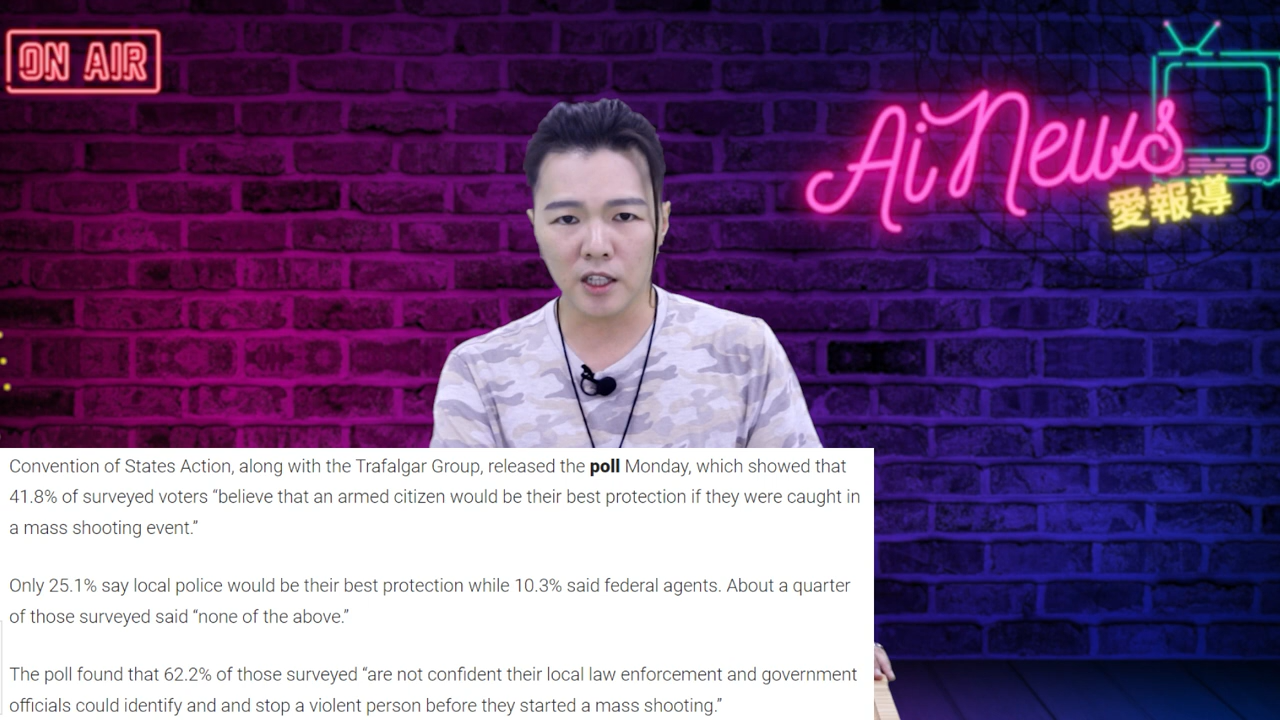 ON AIR
Ai News
愛報導
Convention of States Action, along with the Trafalgar Group, released the poll Monday, which showed that
41.8% of surveyed voters “believe that an armed citizen would be their best protection if they were caught in
a mass shooting event.”
Only 25.1% say local police would be their best protection while 10.3% said federal agents. About a quarter
of those surveyed said “none of the above.”
The poll found that 62.2% of those surveyed “are not confident their local law enforcement and government
officials could identify and and stop a violent person before they started a mass shooting.”